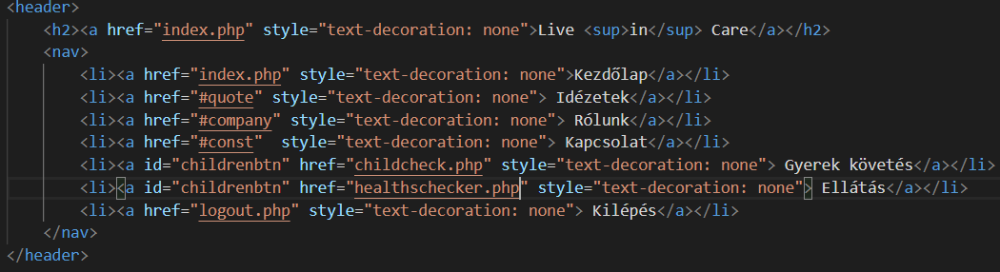 <header>
<h2><a href="index.php" style="text-decoration: none">Live <sup>in</sup> Care</a></h2>
<nav>
<li><a href="index.php" style="text-decoration: none">Kezdőlap</a></li>
<li><a href="#quote" style="text-decoration: none"> Idézetek</a></li>
<li><a href="#company" style="text-decoration: none"> Rólunk</a></li>
<li><a href="#const"  style="text-decoration: none"> Kapcsolat</a></li>
<li><a id="childrenbtn" href="childcheck.php" style="text-decoration: none"> Gyerek követés</a></li>
<li><a id="childrenbtn" href="healthschecker.php" style="text-decoration: none"> Ellátás</a></li>
<li><a href="logout.php" style="text-decoration: none"> Kilépés</a></li>
</nav>
</header>